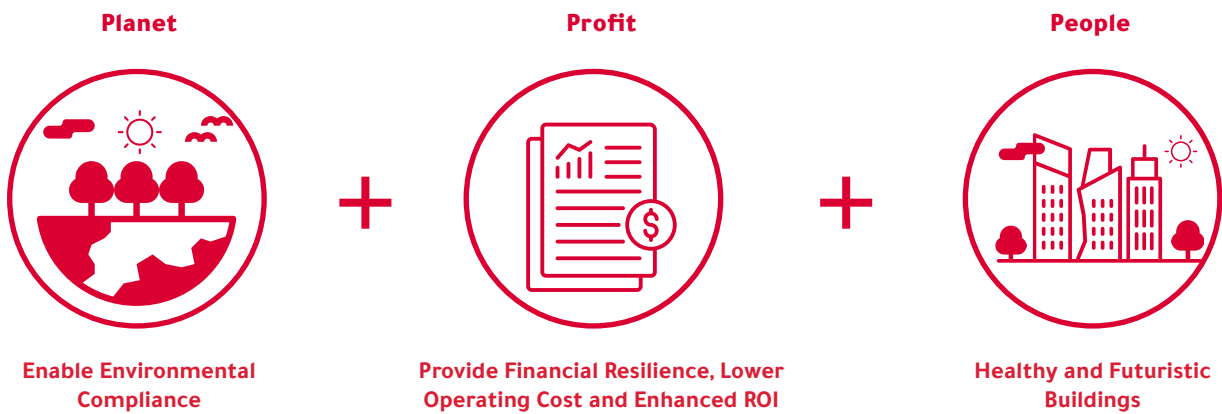 Planet
Profit
People
Enable Environmental
Compliance
Provide Financial Resilience, Lower
Operating Cost and Enhanced ROI
Healthy and Futuristic
Buildings